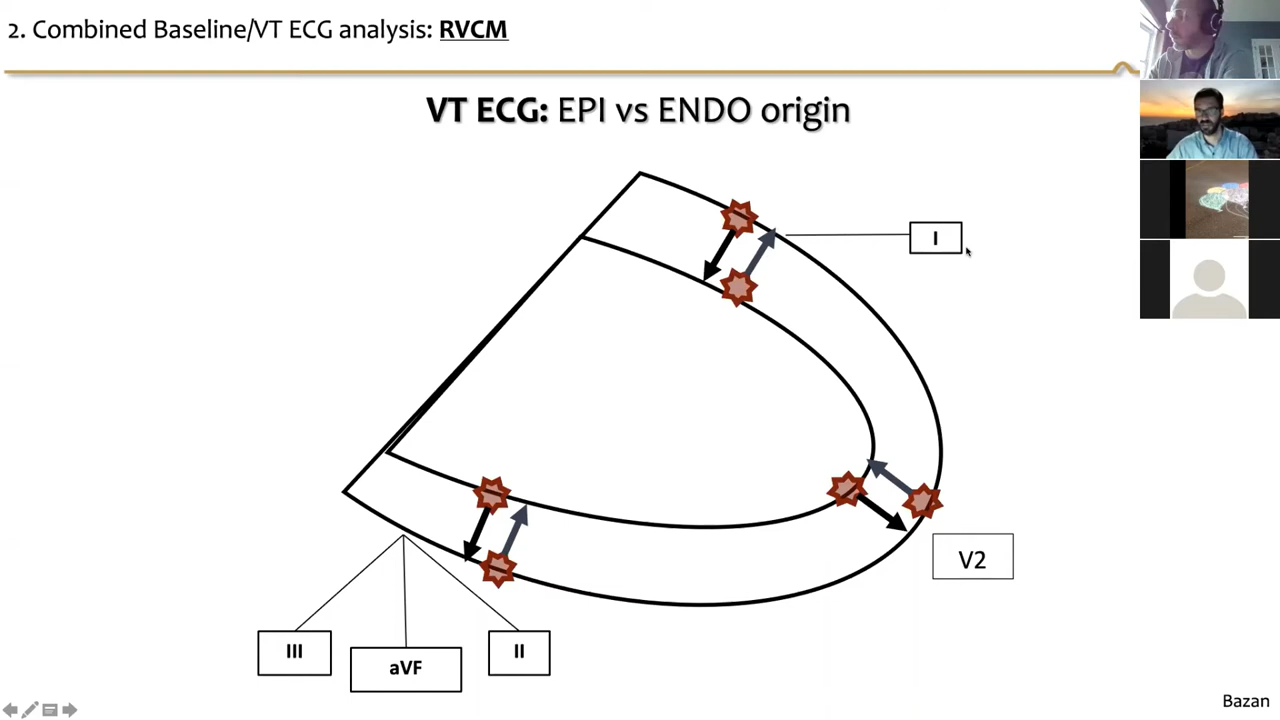 2. Combined Baseline/VT ECG analysis: RVCM
VT ECG: EPI vs ENDO origin
I
V2
III
aVF
II
Bazan